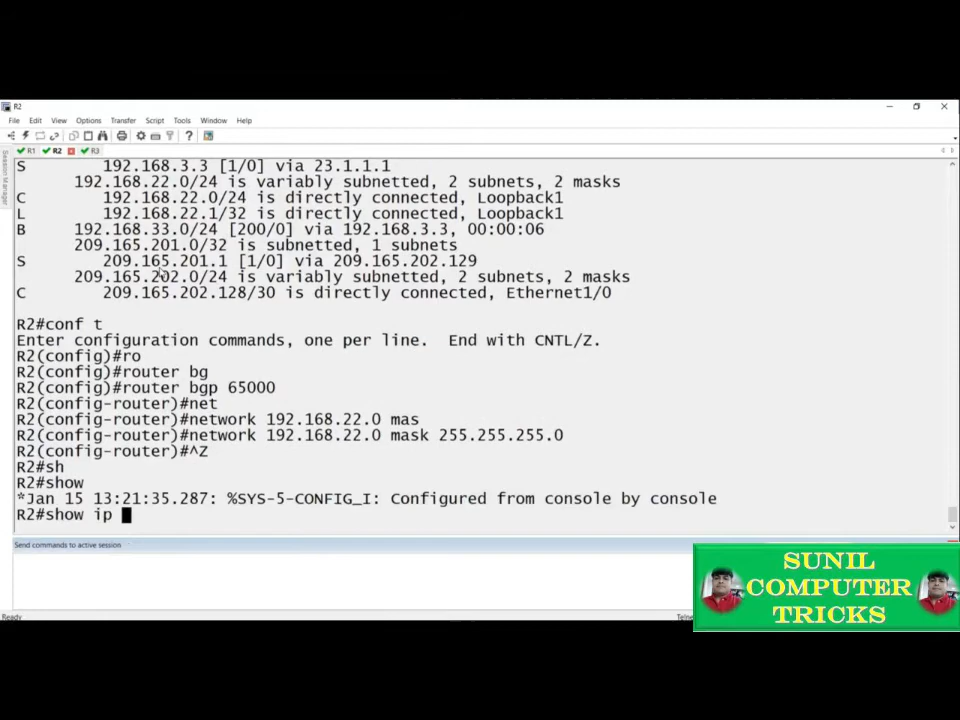 R2
File Edit View Options Transfer Script Tools Window Help
R1 R2 R3
Session Manager
S 192.168.3.3 [1/0] via 23.1.1.1
192.168.22.0/24 is variably subnetted, 2 subnets, 2 masks
C 192.168.22.0/24 is directly connected, Loopback1
L 192.168.22.1/32 is directly connected, Loopback1
B 192.168.33.0/24 [200/0] via 192.168.3.3, 00:00:06
209.165.201.0/32 is subnetted, 1 subnets
S 209.165.201.1 [1/0] via 209.165.202.129
209.165.202.0/24 is variably subnetted, 2 subnets, 2 masks
C 209.165.202.128/30 is directly connected, Ethernet1/0
R2#conf t
Enter configuration commands, one per line. End with CNTL/Z.
R2(config)#ro
R2(config)#router bg
R2(config)#router bgp 65000
R2(config-router)#net
R2(config-router)#network 192.168.22.0 mas
R2(config-router)#network 192.168.22.0 mask 255.255.255.0
R2(config-router)#^Z
R2#sh
R2#show
*Jan 15 13:21:35.287: %SYS-5-CONFIG_I: Configured from console by console
R2#show ip
Send commands to active session
SUNIL
COMPUTER
TRICKS
Ready